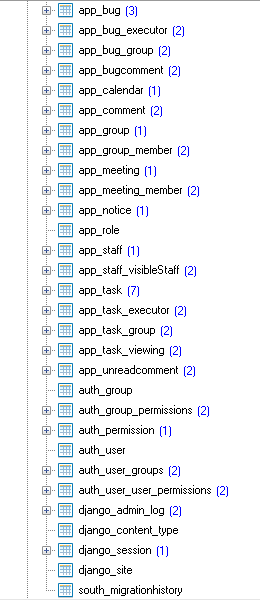 app_bug (3)
app_bug_executor (2)
app_bug_group (2)
app_bugcomment (2)
app_calendar (1)
app_comment (2)
app_group (1)
app_group_member (2)
app_meeting (1)
app_meeting_member (2)
app_notice (1)
app_role
app_staff (1)
app_staff_visibleStaff (2)
app_task (7)
app_task_executor (2)
app_task_group (2)
app_task_viewing (2)
app_unreadcomment (2)
auth_group
auth_group_permissions (2)
auth_permission (1)
auth_user
auth_user_groups (2)
auth_user_user_permissions (2)
django_admin_log (2)
django_content_type
django_session (1)
django_site
south_migrationhistory